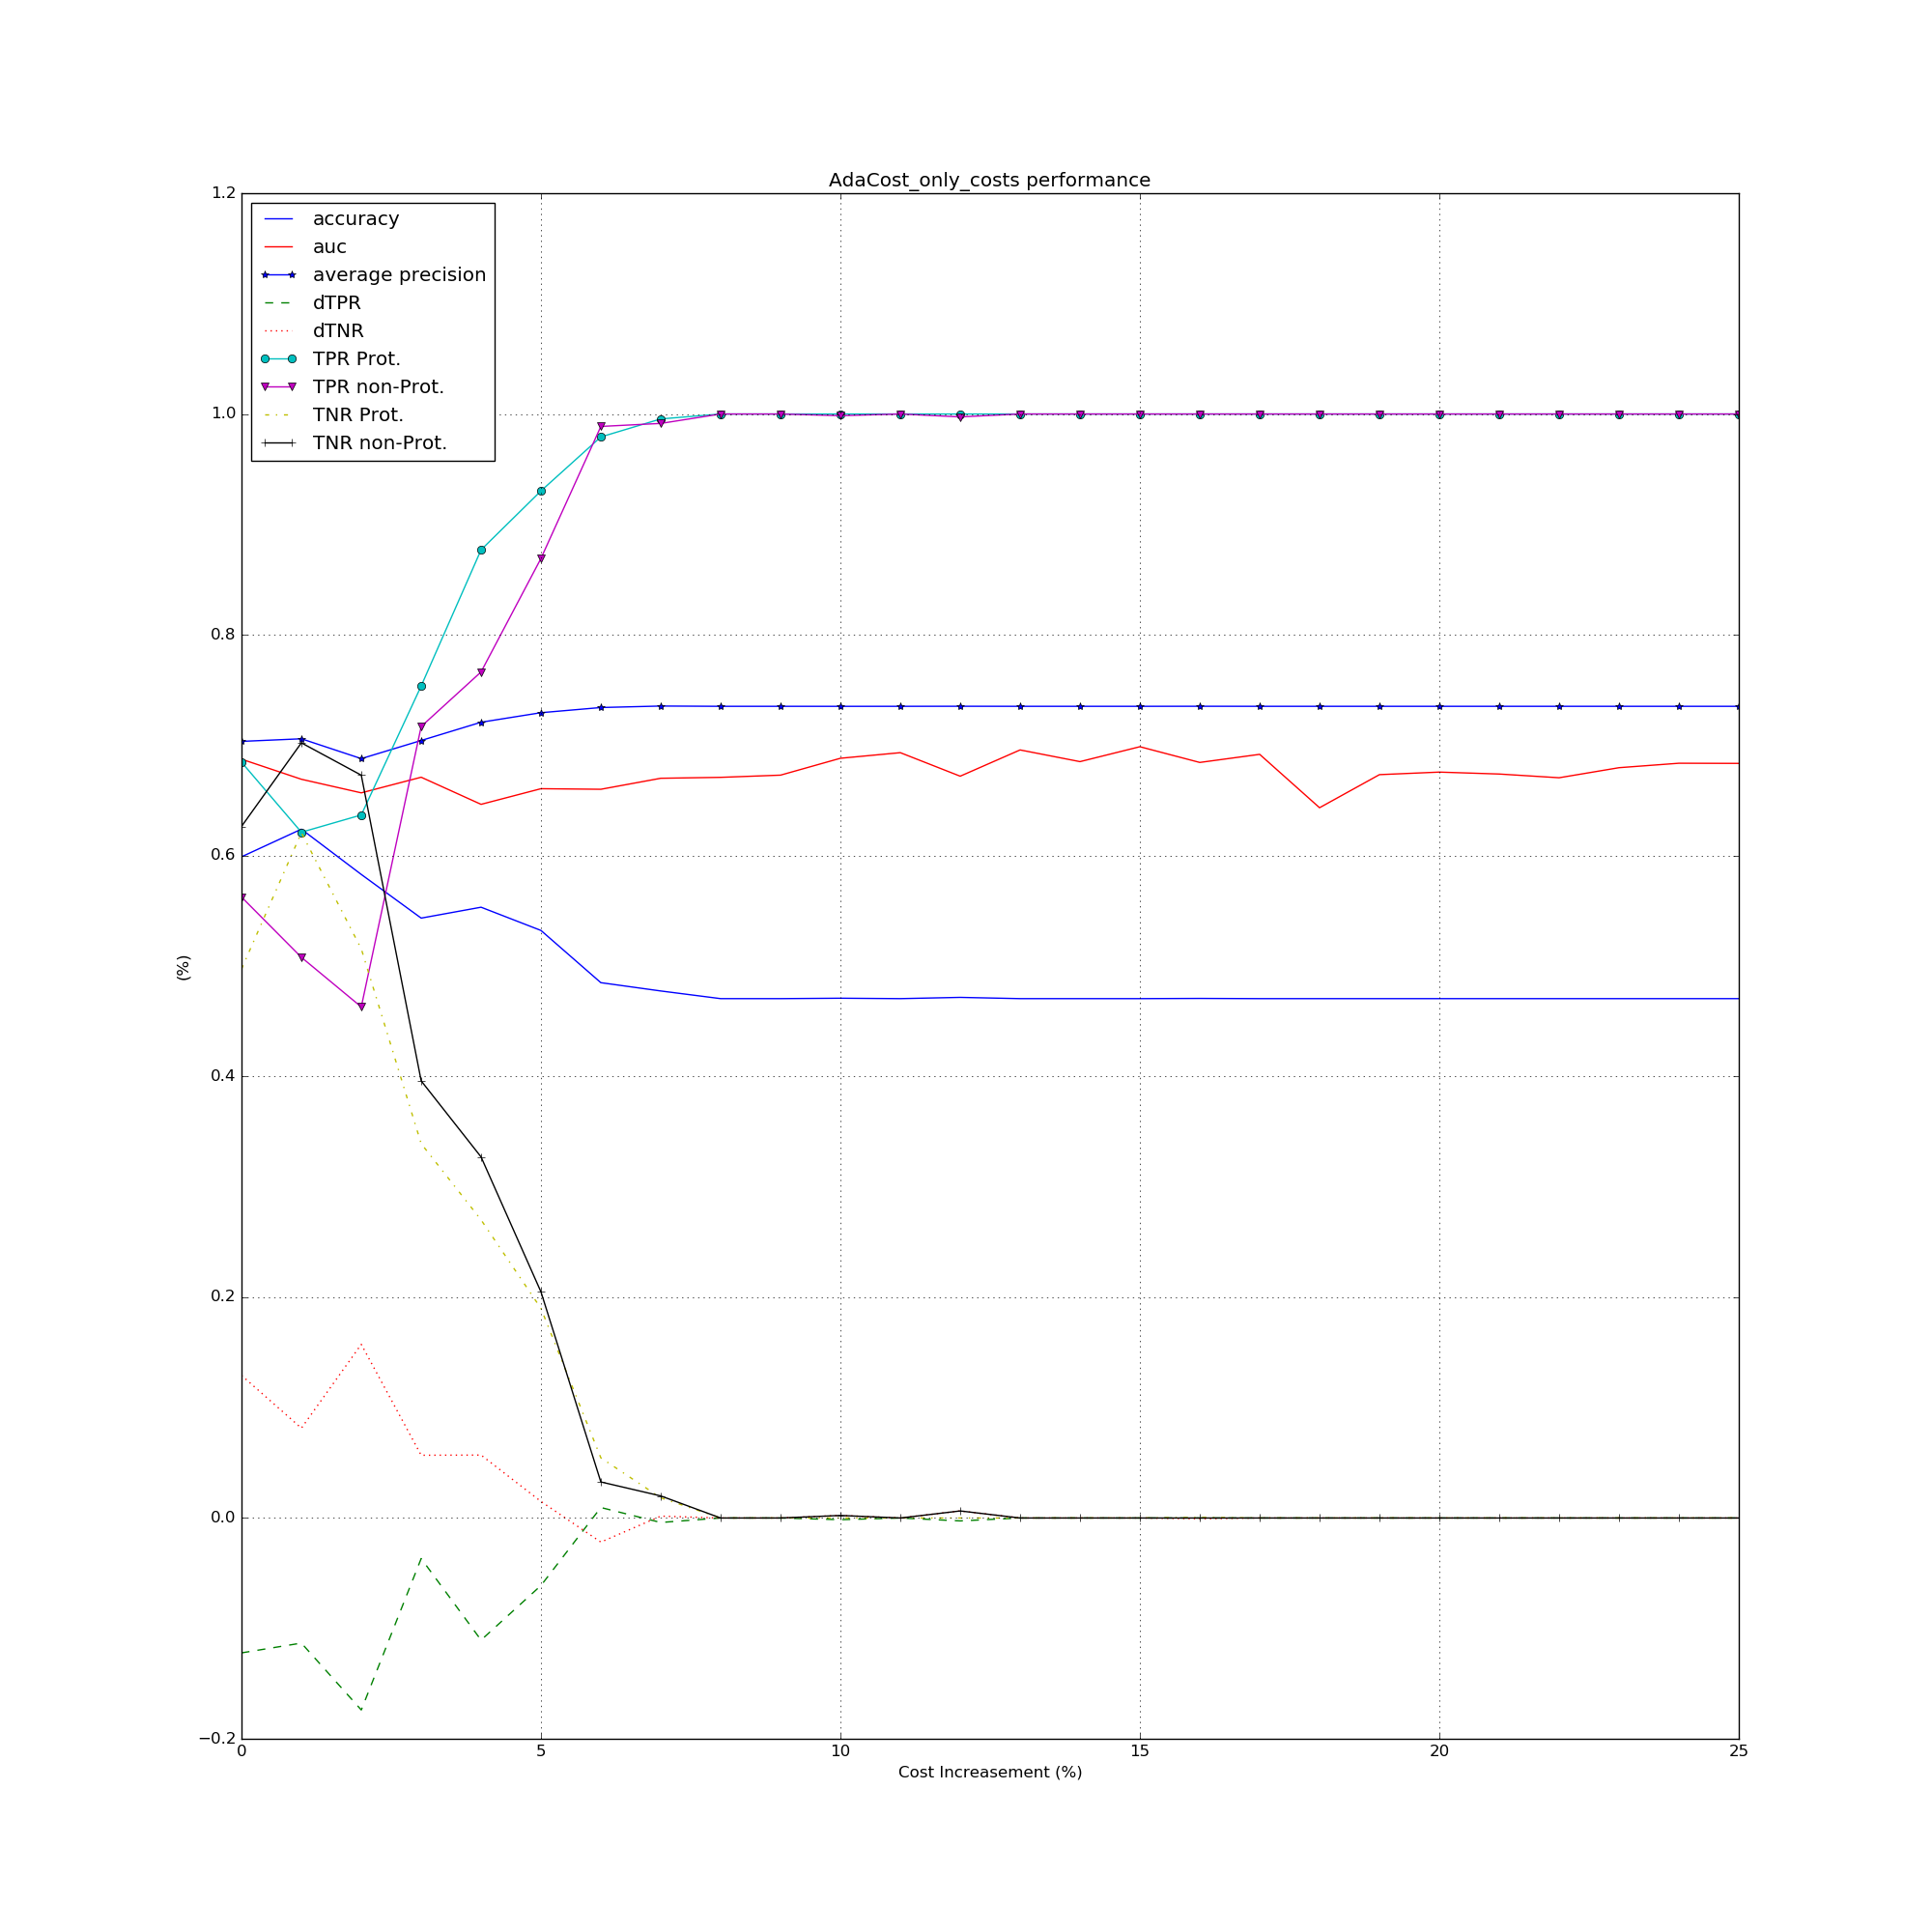 AdaCost_only_costs performance
1.2
accuracy
auc
average precision
dTPR
dTNR
TPR Prot.
TPR non-Prot.
TNR Prot.
TNR non-Prot.
1.0
0.8
0.6
(%)
0.4
0.2
0.0
−0.2
0 5 10 15 20 25
Cost Increasement (%)